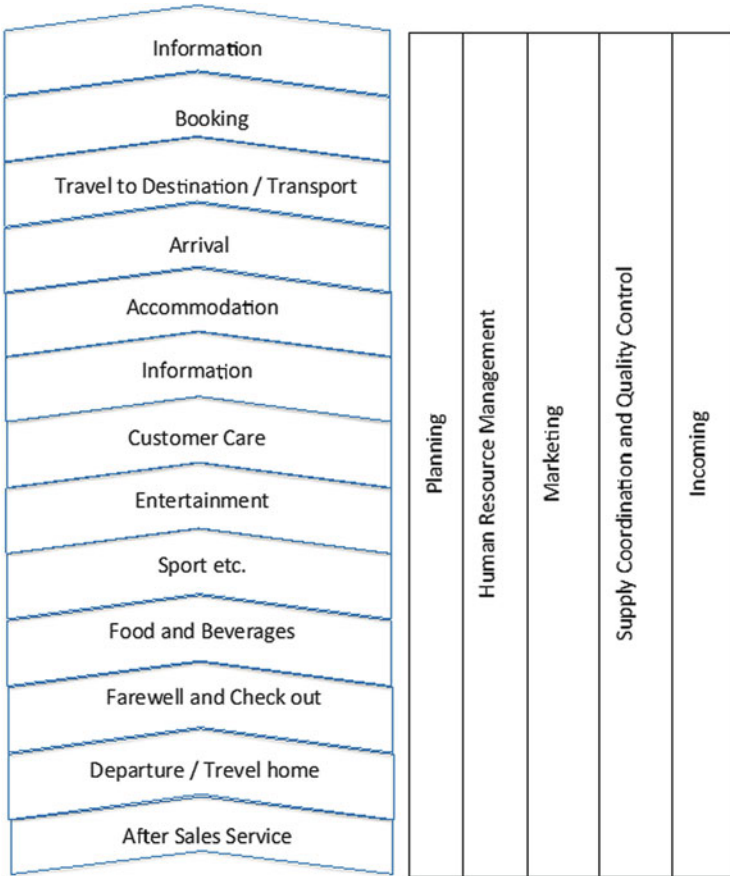 Information
Booking
Travel to Destination / Transport
Arrival
Accommodation
Information
Customer Care
Entertainment
Sport etc.
Food and Beverages
Farewell and Check out
Departure / Trevel home
After Sales Service
Planning
Human Resource Management
Marketing
Supply Coordination and Quality Control
Incoming